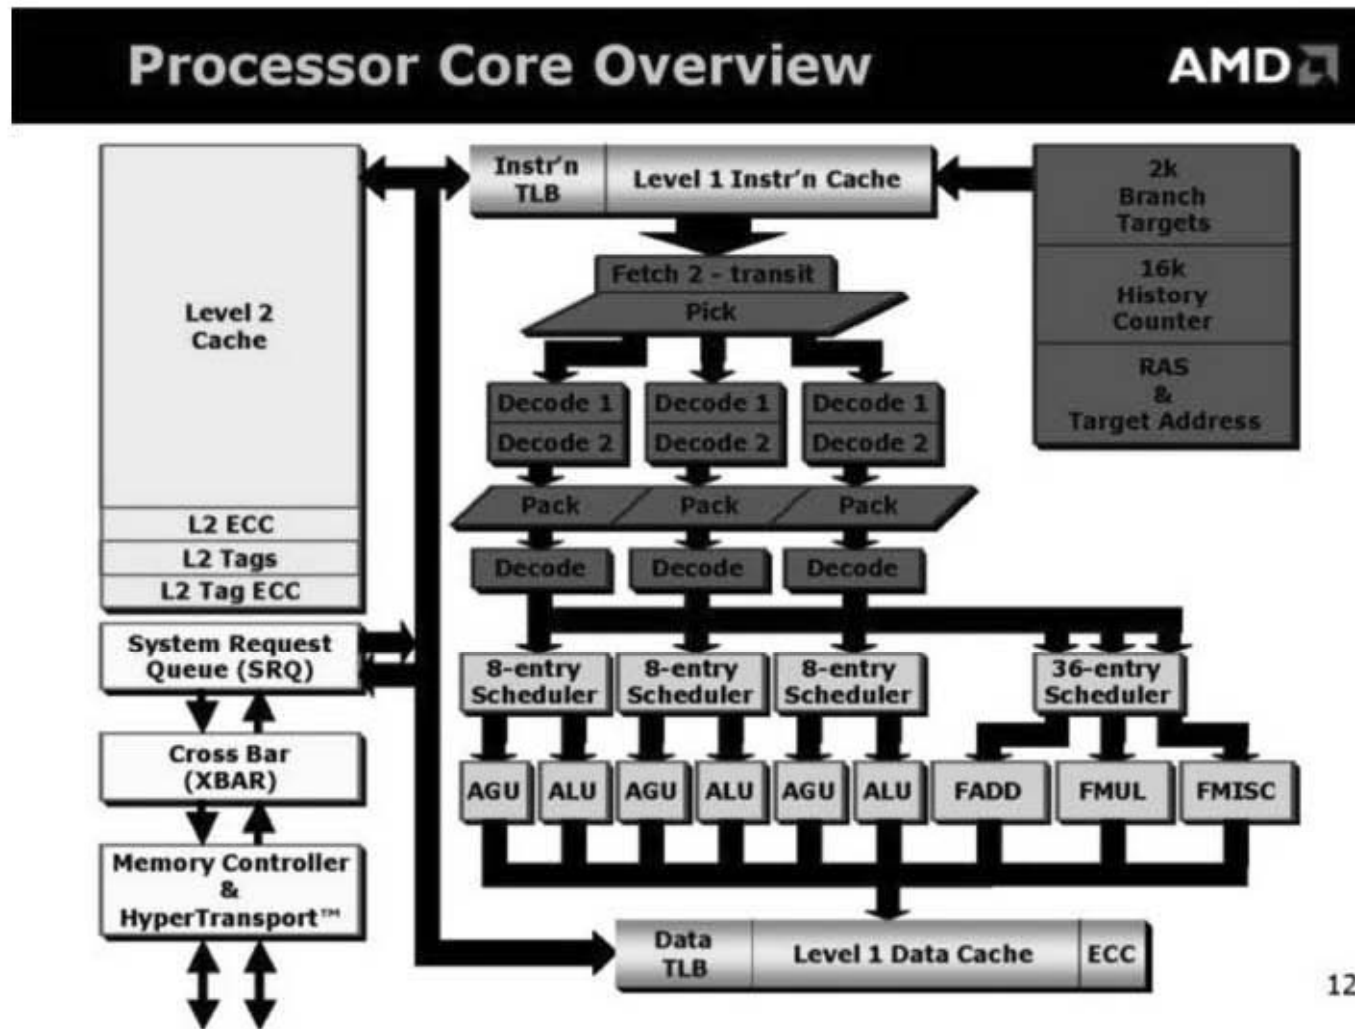 Processor Core Overview
AMD
Level 2
Cache
L2 ECC
L2 Tags
L2 Tag ECC
System Request
Queue (SRQ)
Cross Bar
(XBAR)
Memory Controller
&
HyperTransport™
Instr'n
TLB
Level 1 Instr'n Cache
2k
Branch
Targets
16k
History
Counter
RAS
&
Target Address
Fetch 2 - transit
Pick
Decode 1
Decode 2
Decode 1
Decode 2
Decode 1
Decode 2
Pack
Pack
Pack
Decode
Decode
Decode
8-entry
Scheduler
8-entry
Scheduler
8-entry
Scheduler
36-entry
Scheduler
AGU
ALU
AGU
ALU
AGU
ALU
FADD
FMUL
FMISC
Data
TLB
Level 1 Data Cache
ECC
12